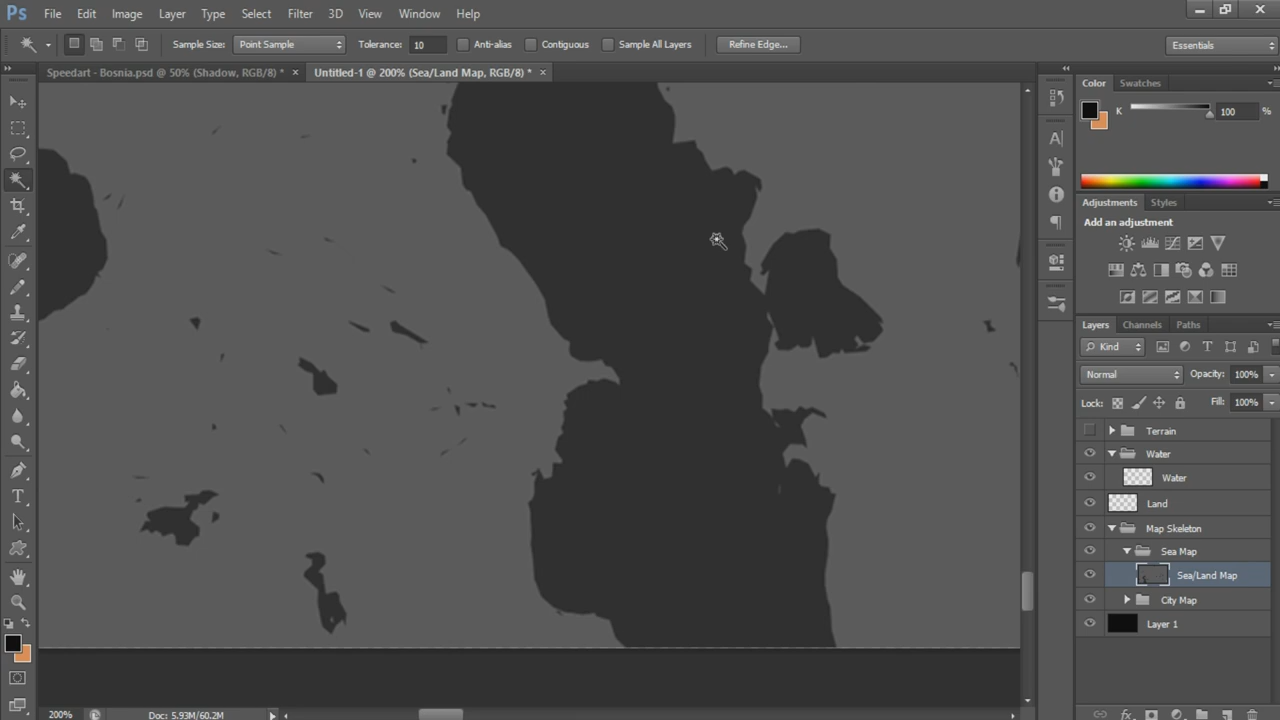 Ps File Edit Image Layer Type Select Filter 3D View Window Help
Sample Size: Point Sample Tolerance: 10 Anti-alias Contiguous Sample All Layers Refine Edge... Essentials
Speedart - Bosnia.psd @ 50% (Shadow, RGB/8) * × Untitled-1 @ 200% (Sea/Land Map, RGB/8) * ×
Color Swatches
K 100 %
Adjustments Styles
Add an adjustment
Layers Channels Paths
Kind
Normal Opacity: 100%
Lock: Fill: 100%
Terrain
Water
Water
Land
Map Skeleton
Sea Map
Sea/Land Map
City Map
Layer 1
200% Doc: 5.93M/60.2M